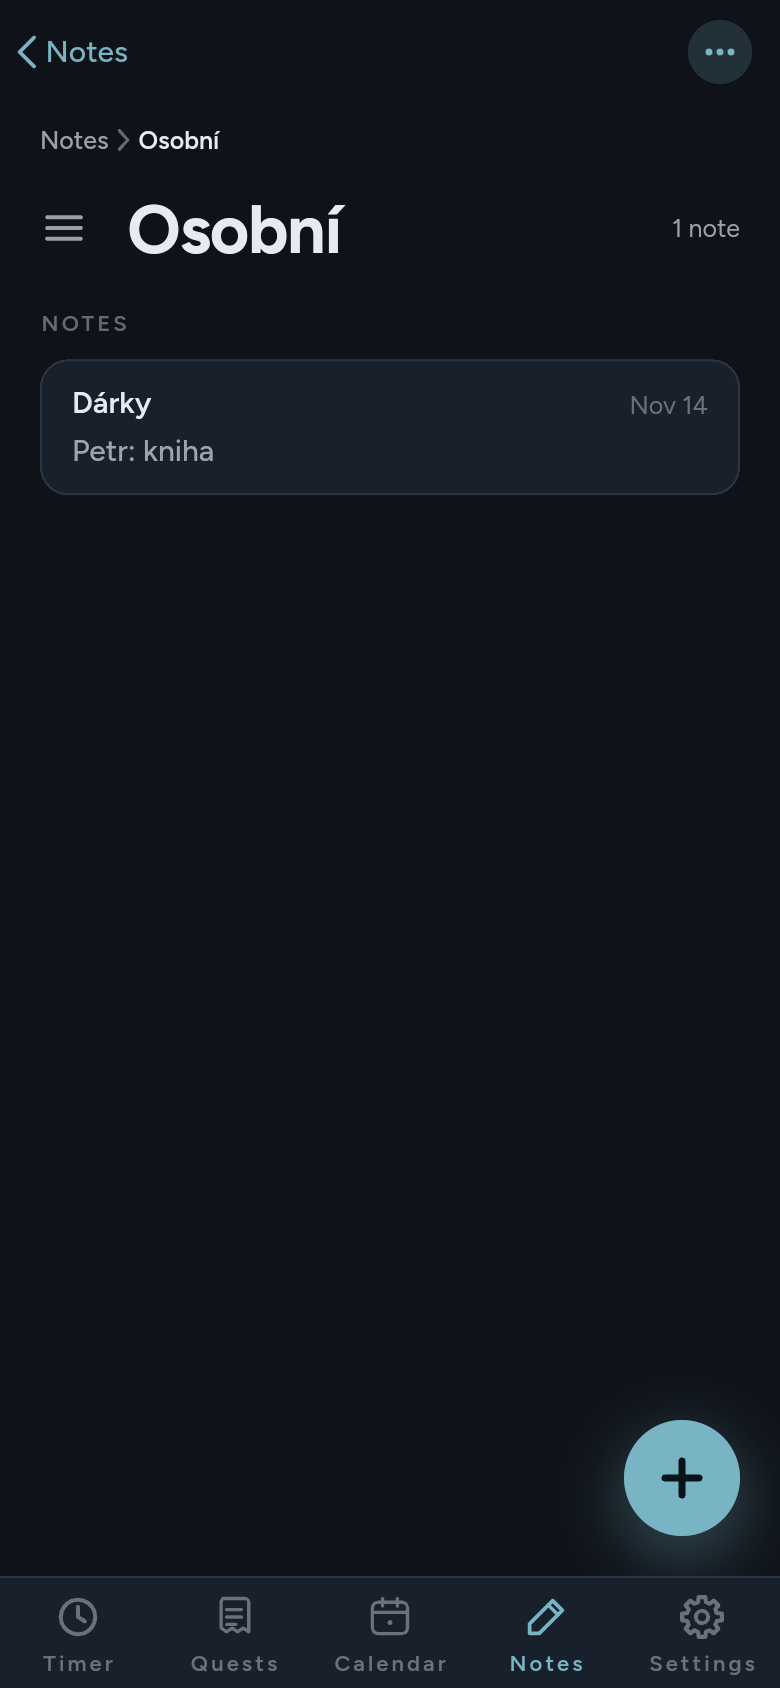 Notes
Notes Osobní
Osobní
1 note
NOTES
Dárky
Nov 14
Petr: kniha
Timer
Quests
Calendar
Notes
Settings